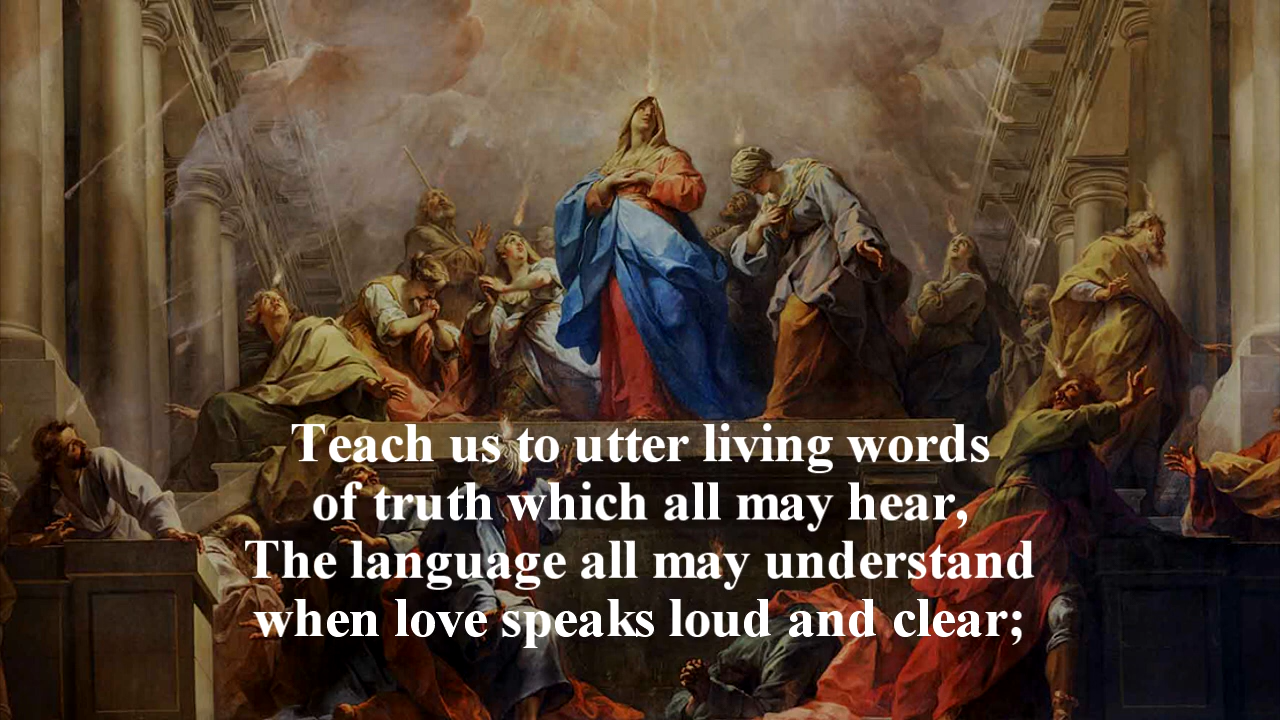 Teach us to utter living words
of truth which all may hear,
The language all may understand
when love speaks loud and clear;